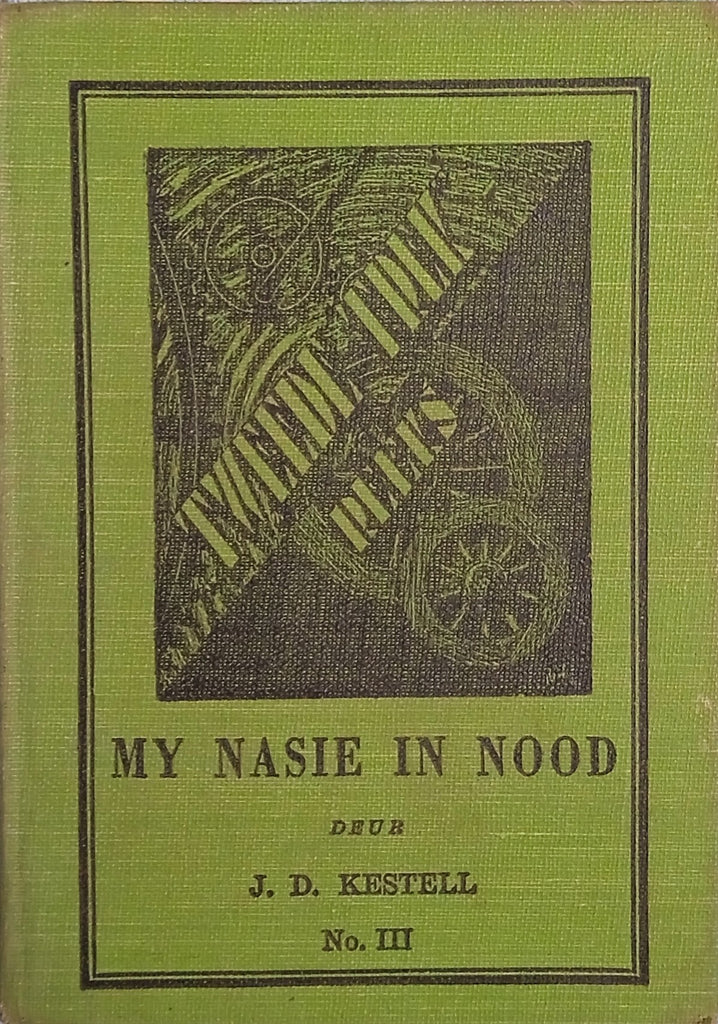 TWEEDE TREK
REEKS
MY NASIE IN NOOD
DEUR
J. D. KESTELL
No. III